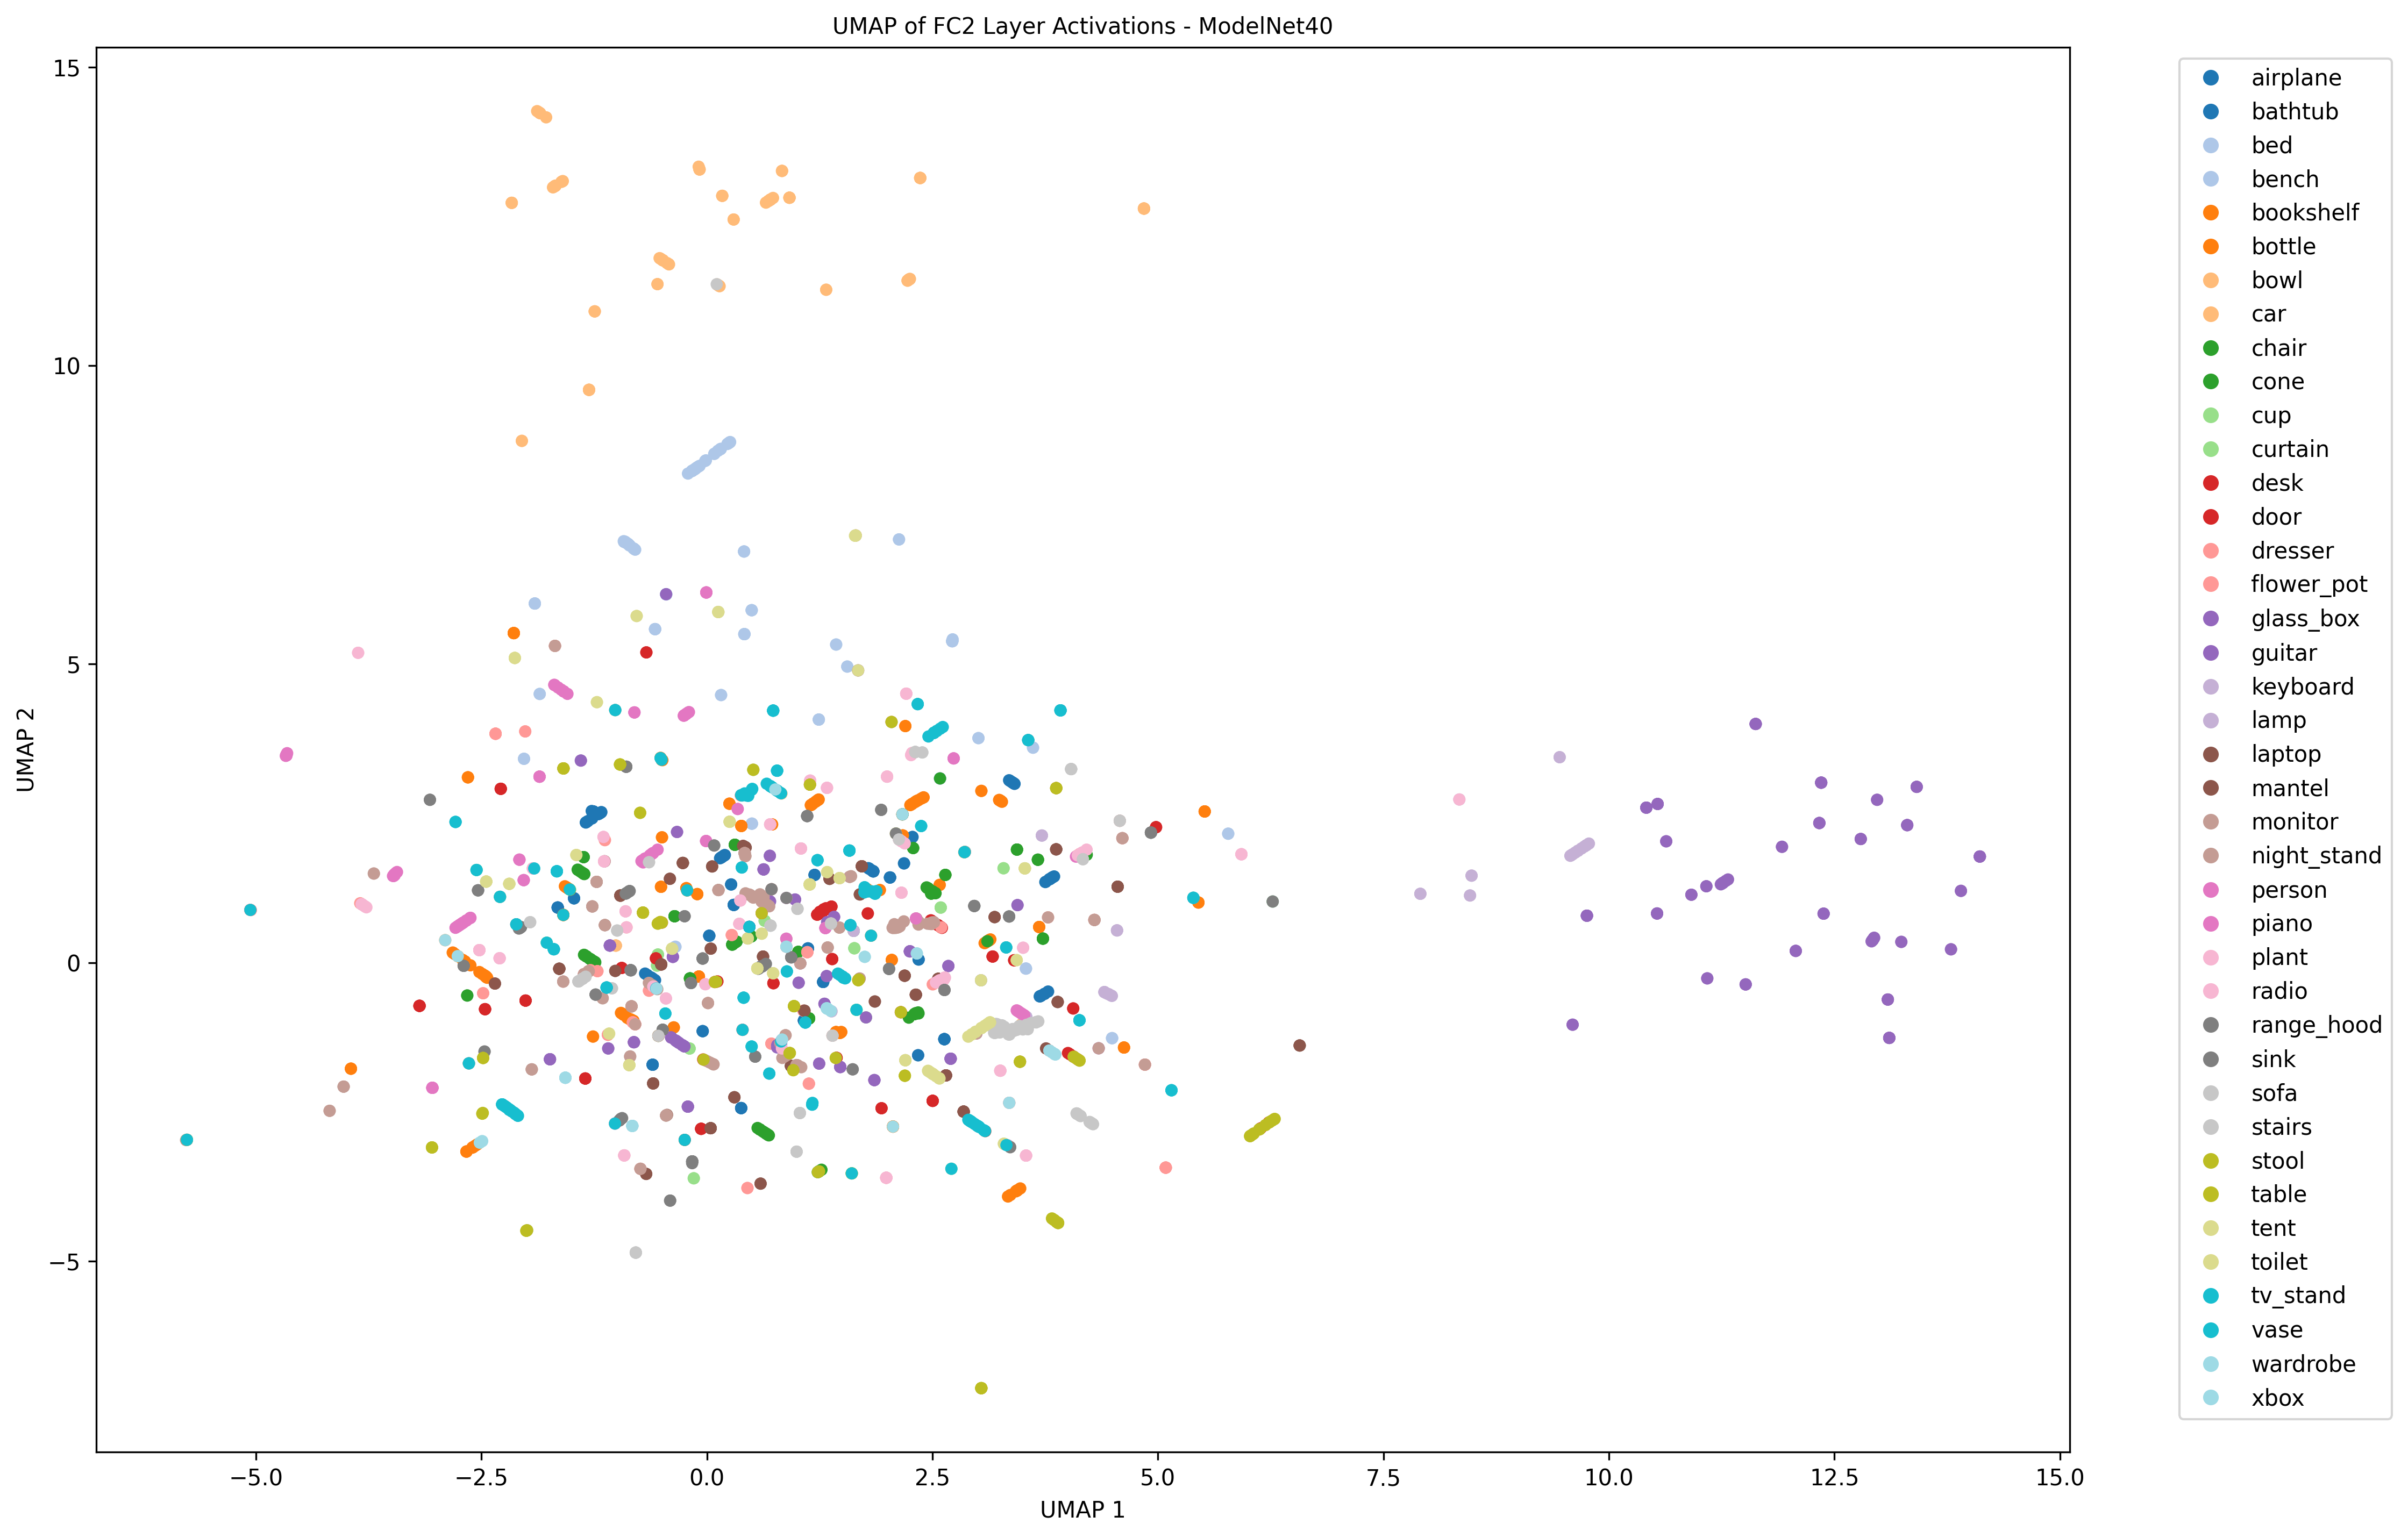 UMAP of FC2 Layer Activations - ModelNet40
15
10
5
0
−5
UMAP 2
−5.0
−2.5
0.0
2.5
5.0
7.5
10.0
12.5
15.0
UMAP 1
airplane
bathtub
bed
bench
bookshelf
bottle
bowl
car
chair
cone
cup
curtain
desk
door
dresser
flower_pot
glass_box
guitar
keyboard
lamp
laptop
mantel
monitor
night_stand
person
piano
plant
radio
range_hood
sink
sofa
stairs
stool
table
tent
toilet
tv_stand
vase
wardrobe
xbox